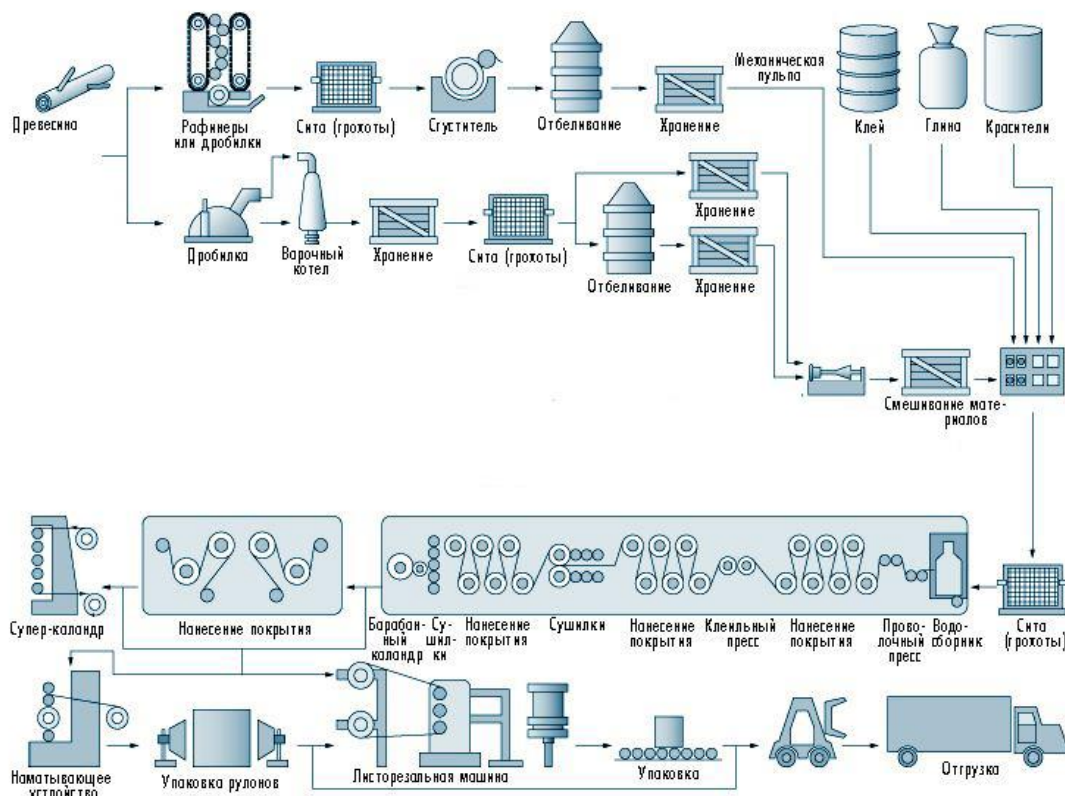 Древесина
Рафинеры
или дробилки
Сита (грохоты)
Сгуститель
Отбеливание
Хранение
Механическая
пульпа
Клей
Глина
Красители
Дробилка
Варочный
котел
Хранение
Сита (грохоты)
Отбеливание
Хранение
Хранение
Смешивание мате-
риалов
Супер-каландр
Нанесение покрытия
Барабан-
ный
каландр
Су-
шил-
ки
Нанесение
покрытия
Сушилки
Нанесение
покрытия
Клеильный
пресс
Нанесение
покрытия
Прово-
лочный
пресс
Водо-
сборник
Сита
(грохоты)
Наматывающее
устройство
Упаковка рулонов
Листорезальная машина
Упаковка
Отгрузка